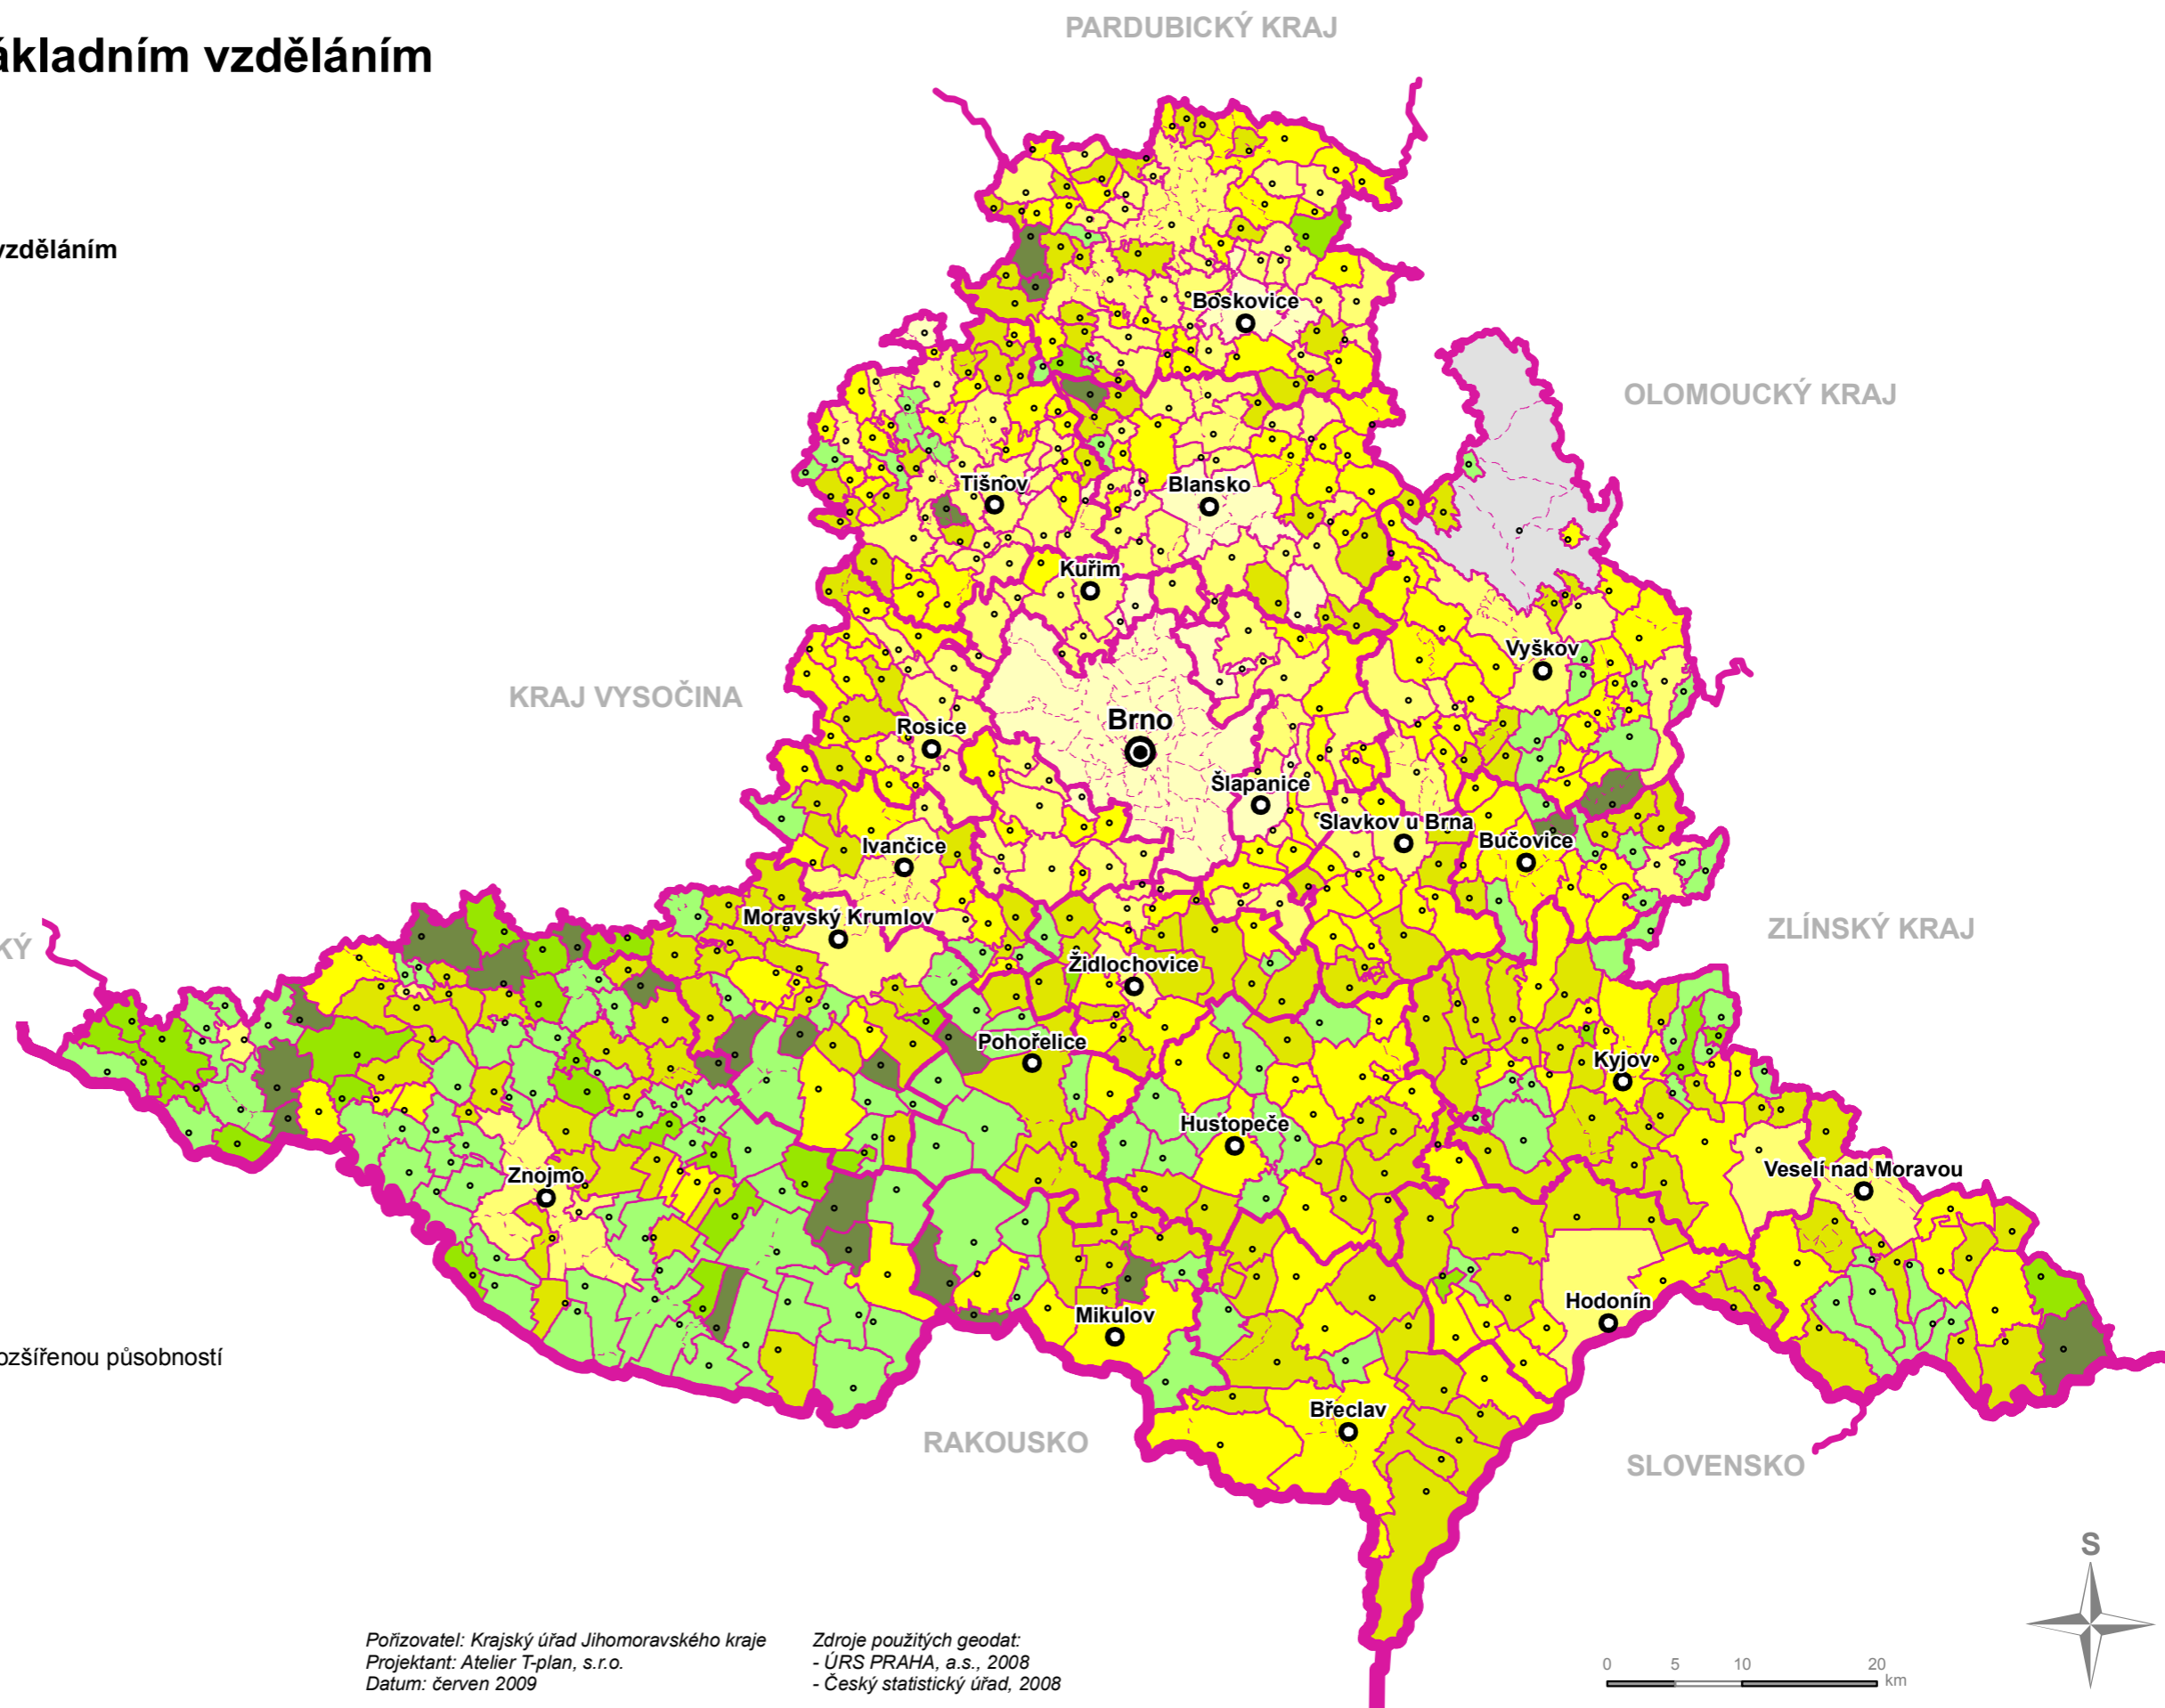 PARDUBICKÝ KRAJ
ákladním vzděláním
vzděláním
Boskovice
OLOMOUCKÝ KRAJ
Tišnov
Blansko
Kuřim
Vyškov
KRAJ VYSOČINA
Brno
Rosice
Šlapanice
Slavkov u Brna
Bučovice
Ivančice
Moravský Krumlov
ZLÍNSKÝ KRAJ
KÝ
Židlochovice
Pohořelice
Kyjov
Hustopeče
Veselí nad Moravou
Znojmo
Hodonín
Mikulov
ozšířenou působností
Břeclav
RAKOUSKO
SLOVENSKO
S
Pořizovatel: Krajský úřad Jihomoravského kraje
Projektant: Atelier T-plan, s.r.o.
Datum: červen 2009
Zdroje použitých geodat:
- ÚRS PRAHA, a.s., 2008
- Český statistický úřad, 2008
0 5 10 20
km